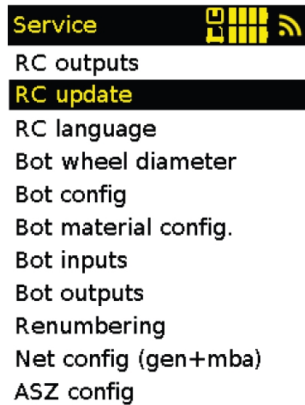 Service
RC outputs
RC update
RC language
Bot wheel diameter
Bot config
Bot material config.
Bot inputs
Bot outputs
Renumbering
Net config (gen+mba)
ASZ config